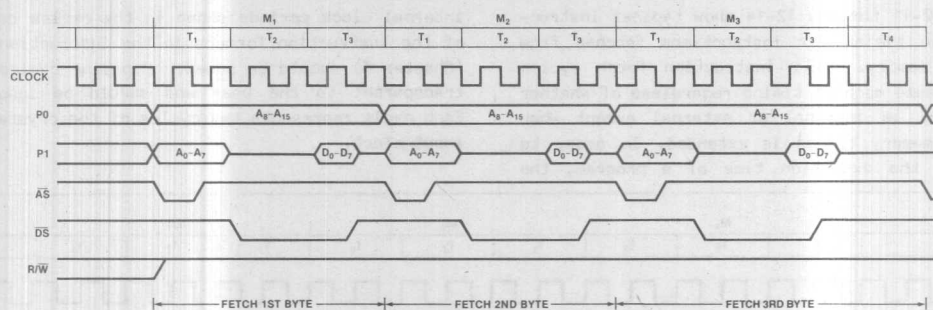 M1 M2 M3
T1 T2 T3 T1 T2 T3 T1 T2 T3 T4
CLOCK
P0 A8-A15 A8-A15 A8-A15
P1 A0-A7 D0-D7 A0-A7 D0-D7 A0-A7 D0-D7
AS
DS
R/W
FETCH 1ST BYTE FETCH 2ND BYTE FETCH 3RD BYTE